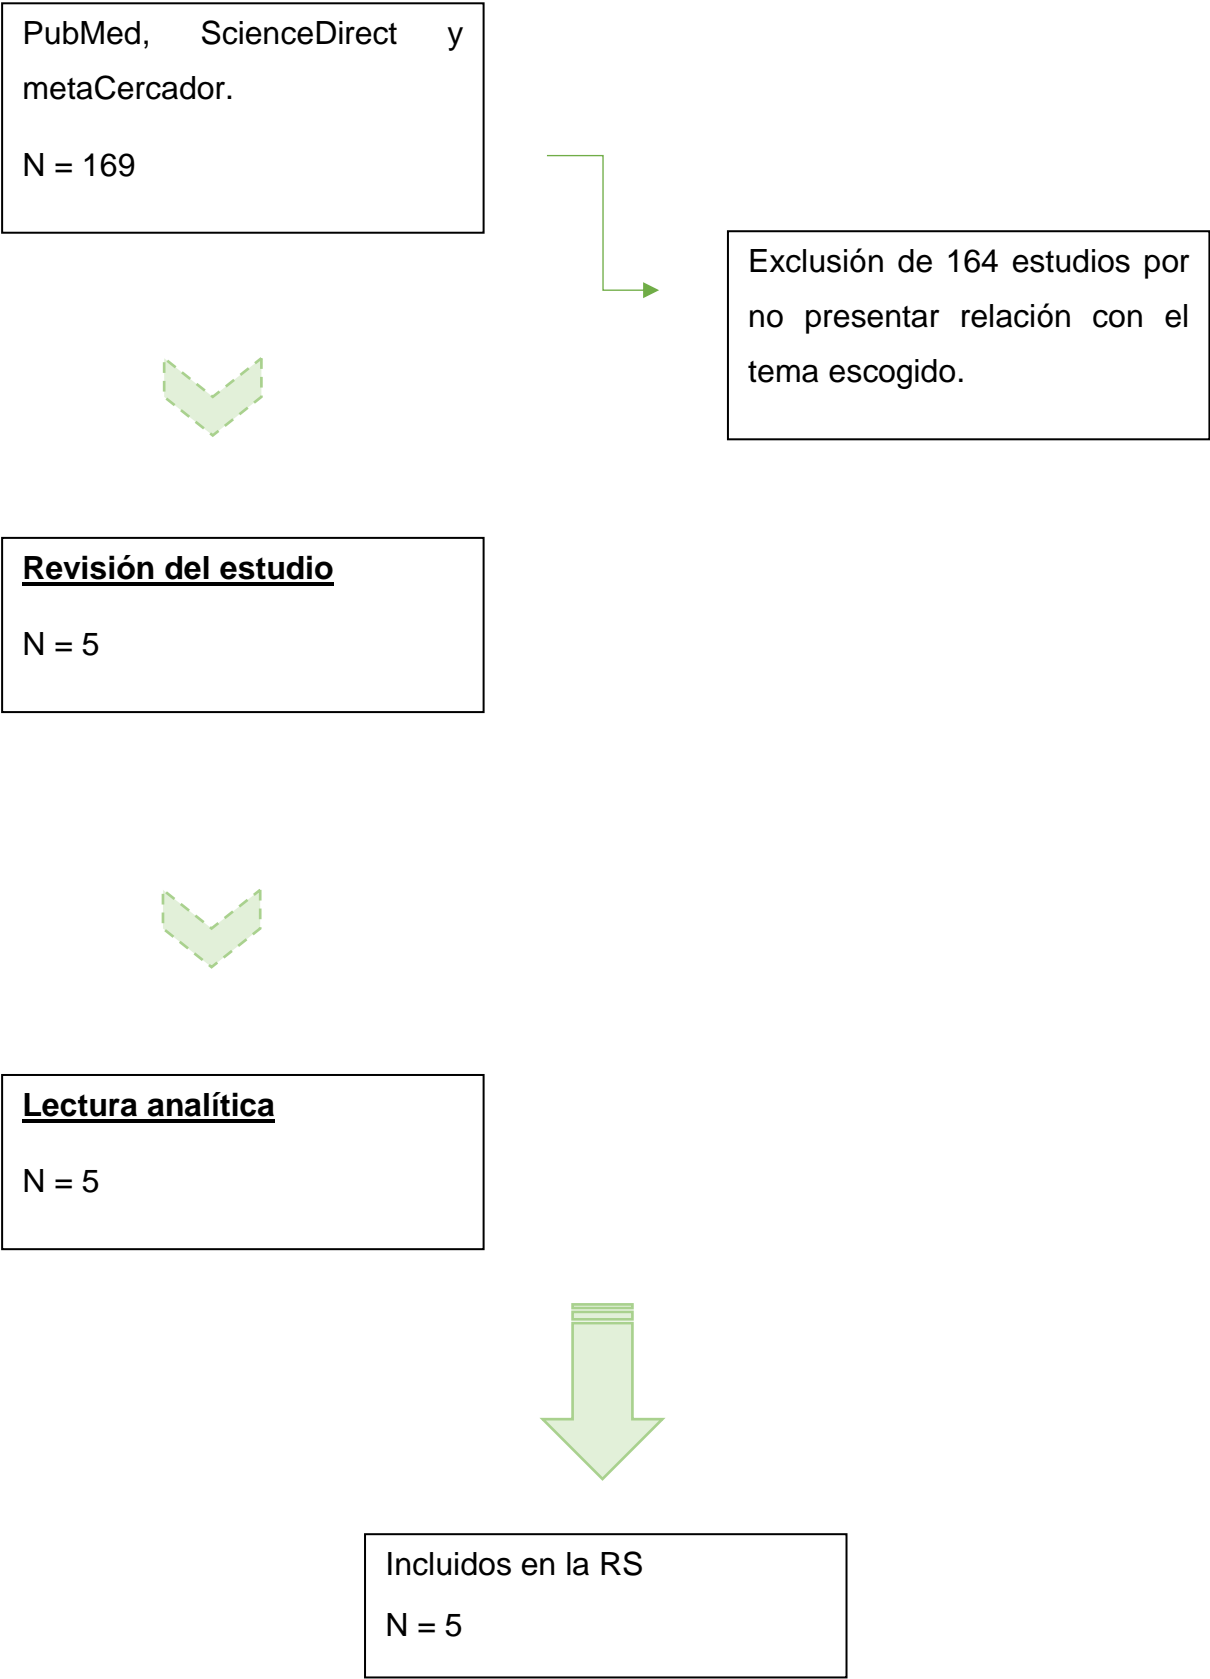 PubMed, ScienceDirect y
metaCercador.
N = 169
Exclusión de 164 estudios por
no presentar relación con el
tema escogido.
Revisión del estudio
N = 5
Lectura analítica
N = 5
Incluidos en la RS
N = 5